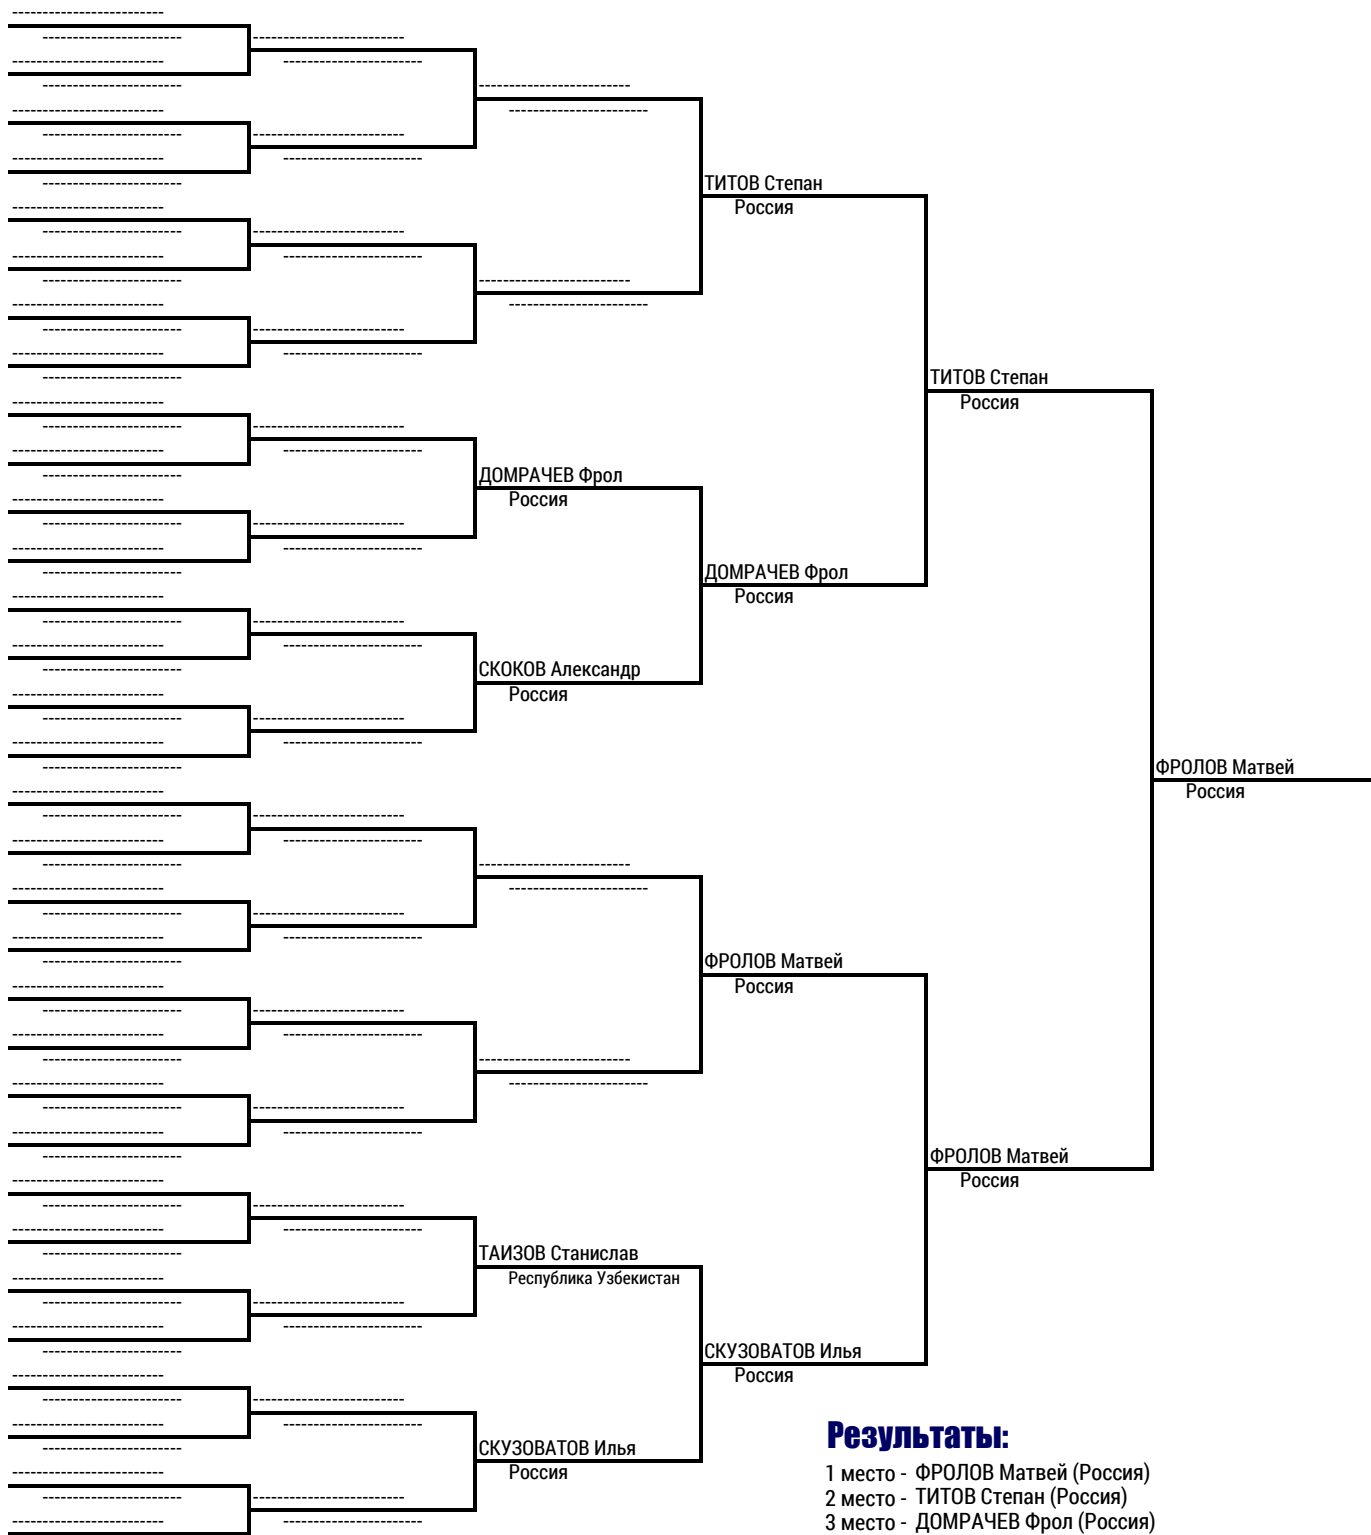 ТИТОВ Степан
Россия
ТИТОВ Степан
Россия
ДОМРАЧЕВ Фрол
Россия
ДОМРАЧЕВ Фрол
Россия
СКОКОВ Александр
Россия
ФРОЛОВ Матвей
Россия
ФРОЛОВ Матвей
Россия
ФРОЛОВ Матвей
Россия
ТАИЗОВ Станислав
Республика Узбекистан
СКУЗОВАТОВ Илья
Россия
СКУЗОВАТОВ Илья
Россия
Результаты:
1 место - ФРОЛОВ Матвей (Россия)
2 место - ТИТОВ Степан (Россия)
3 место - ДОМРАЧЕВ Фрол (Россия)